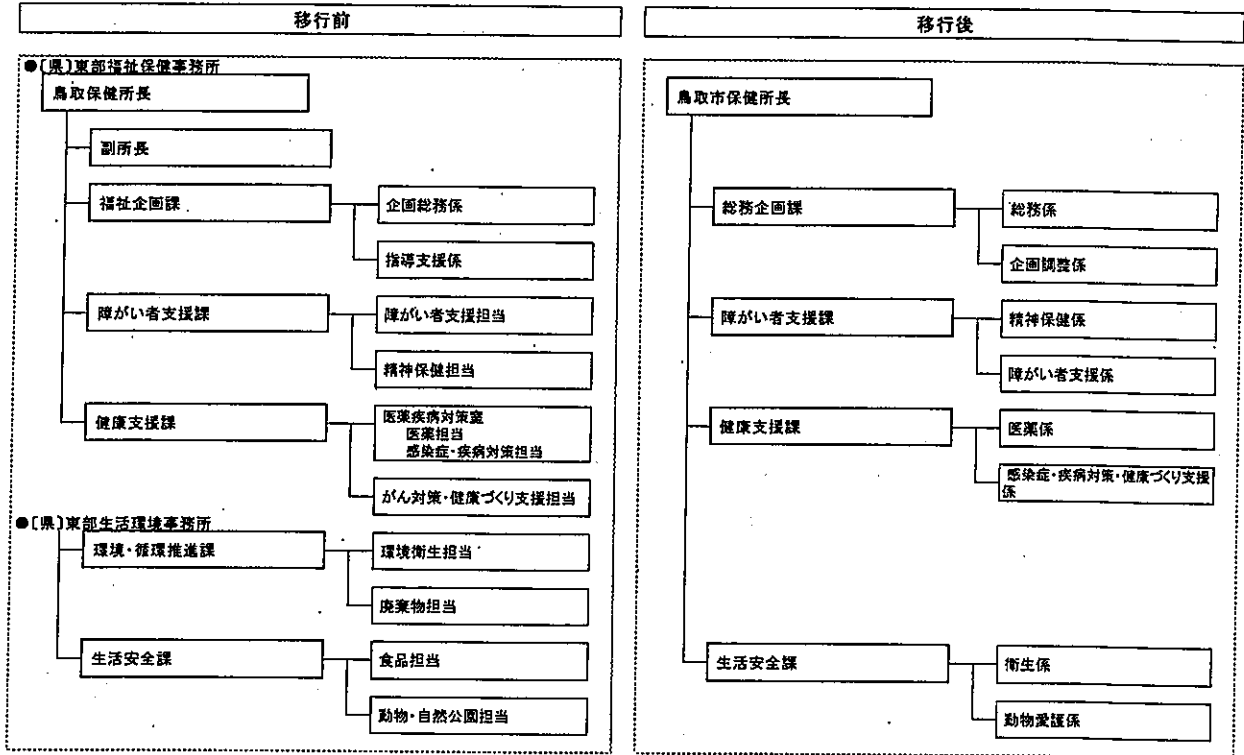 移行前
●〔県〕東部福祉保健事務所
鳥取保健所長
副所長
福祉企画課
企画総務係
指導支援係
障がい者支援課
障がい者支援担当
精神保健担当
健康支援課
医薬疾病対策室
医薬担当
感染症・疾病対策担当
がん対策・健康づくり支援担当
●〔県〕東部生活環境事務所
環境・循環推進課
環境衛生担当
廃棄物担当
生活安全課
食品担当
動物・自然公園担当
移行後
鳥取市保健所長
総務企画課
総務係
企画調整係
障がい者支援課
精神保健係
障がい者支援係
健康支援課
医薬係
感染症・疾病対策・健康づくり支援
係
生活安全課
衛生係
動物愛護係